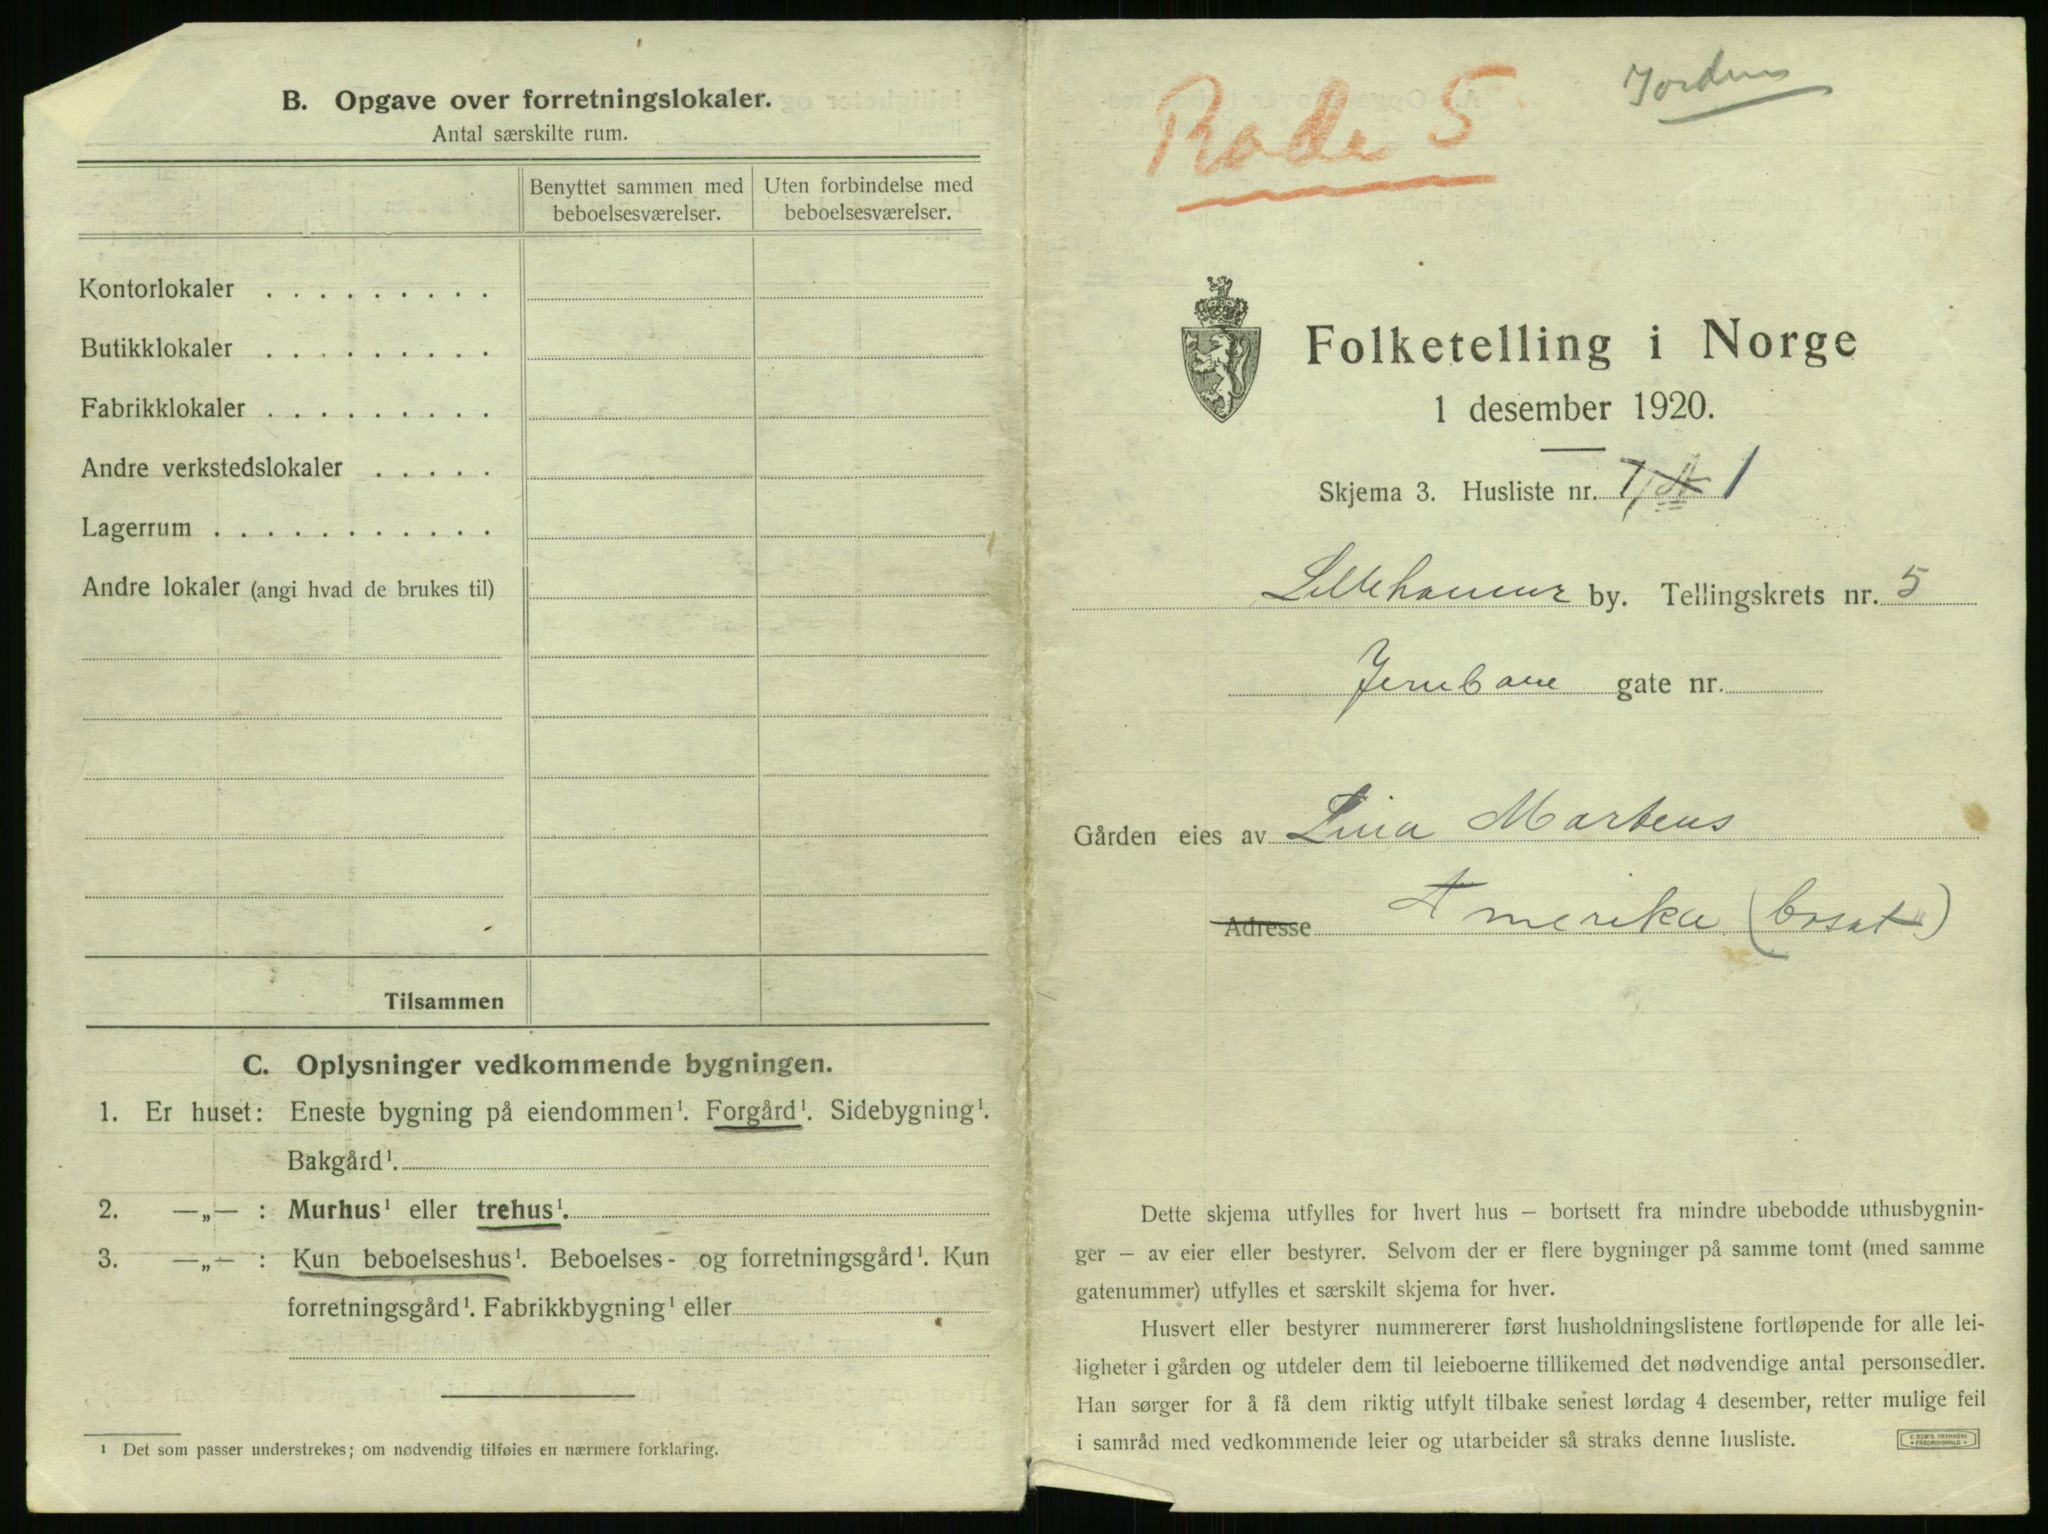 B. Opgave over forretningslokaler.
Antal særskilte rum.
Benyttet sammen med beboelsesværelser.
Uten forbindelse med beboelsesværelser.
Kontorlokaler . . . . . . . . .
Butikklokaler . . . . . . . . .
Fabrikklokaler . . . . . . . . .
Andre verkstedslokaler . . . . .
Lagerrum . . . . . . . . . . .
Andre lokaler (angi hvad de brukes til)
Tilsammen
C. Oplysninger vedkommende bygningen.
1. Er huset: Eneste bygning på eiendommen¹. Forgård¹. Sidebygning¹.
Bakgård¹.
2. —„— : Murhus¹ eller trehus¹.
3. —„— : Kun beboelseshus¹. Beboelses- og forretningsgård¹. Kun
forretningsgård¹. Fabrikkbygning¹ eller
¹ Det som passer understrekes; om nødvendig tilføies en nærmere forklaring.
Rode 5
Folketelling i Norge
1 desember 1920.
Skjema 3. Husliste nr. 1
Lillehammer by. Tellingskrets nr. 5
Jernbane gate nr.
Gården eies av Lina Martens
Adresse Amerika (bosat)
Dette skjema utfylles for hvert hus – bortsett fra mindre ubebodde uthusbygnin-
ger – av eier eller bestyrer. Selvom der er flere bygninger på samme tomt (med samme
gatenummer) utfylles et særskilt skjema for hver.
Husvert eller bestyrer nummererer først husholdningslistene fortløpende for alle lei-
ligheter i gården og utdeler dem til leieboerne tillikemed det nødvendige antal personsedler.
Han sørger for å få dem riktig utfylt tilbake senest lørdag 4 desember, retter mulige feil
i samråd med vedkommende leier og utarbeider så straks denne husliste.